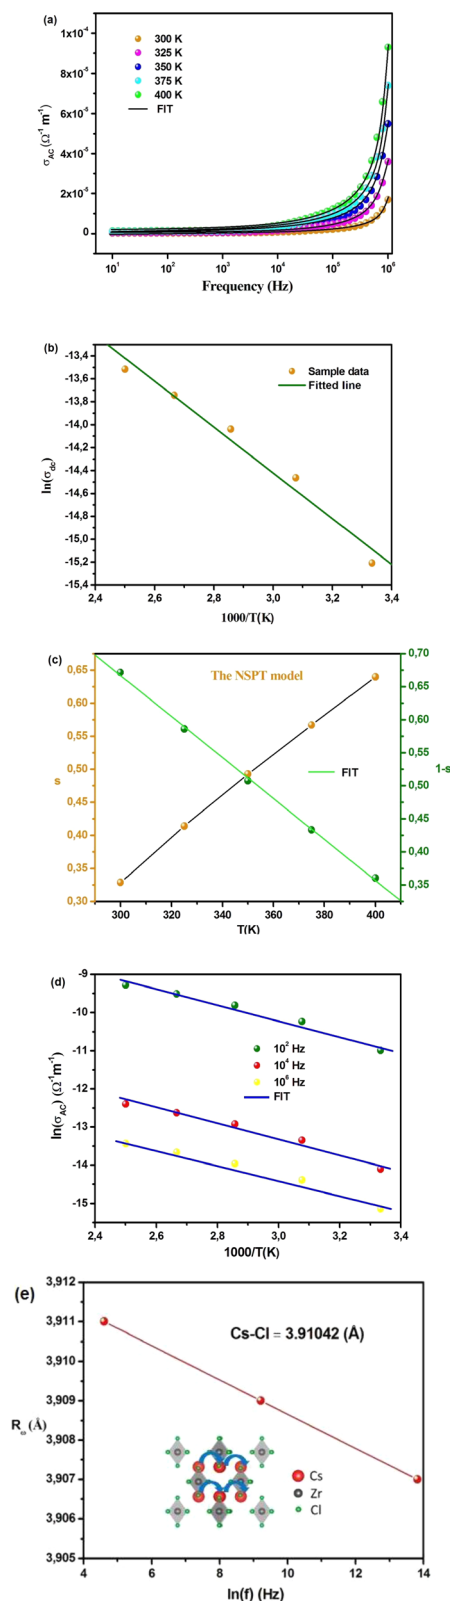 (a)
1x10⁻⁴
8x10⁻⁵
6x10⁻⁵
4x10⁻⁵
2x10⁻⁵
0
σAC (Ω⁻¹ m⁻¹)
300 K
325 K
350 K
375 K
400 K
FIT
10¹ 10² 10³ 10⁴ 10⁵ 10⁶
Frequency (Hz)
(b)
-13,4
-13,6
-13,8
-14,0
-14,2
-14,4
-14,6
-14,8
-15,0
-15,2
-15,4
ln(σdc)
Sample data
Fitted line
2,4 2,6 2,8 3,0 3,2 3,4
1000/T(K)
(c)
The NSPT model
0,65
0,60
0,55
0,50
0,45
0,40
0,35
0,30
s
0,70
0,65
0,60
0,55
0,50
0,45
0,40
0,35
1-s
FIT
300 325 350 375 400
T(K)
(d)
-9
-10
-11
-12
-13
-14
-15
ln(σAC) (Ω⁻¹m⁻¹)
10² Hz
10⁴ Hz
10⁶ Hz
FIT
2,4 2,6 2,8 3,0 3,2 3,4
1000/T(K)
(e)
3,912
3,911
3,910
3,909
3,908
3,907
3,906
3,905
Rω(Å)
Cs-Cl = 3.91042 (Å)
Cs
Zr
Cl
4 6 8 10 12 14
ln(f) (Hz)